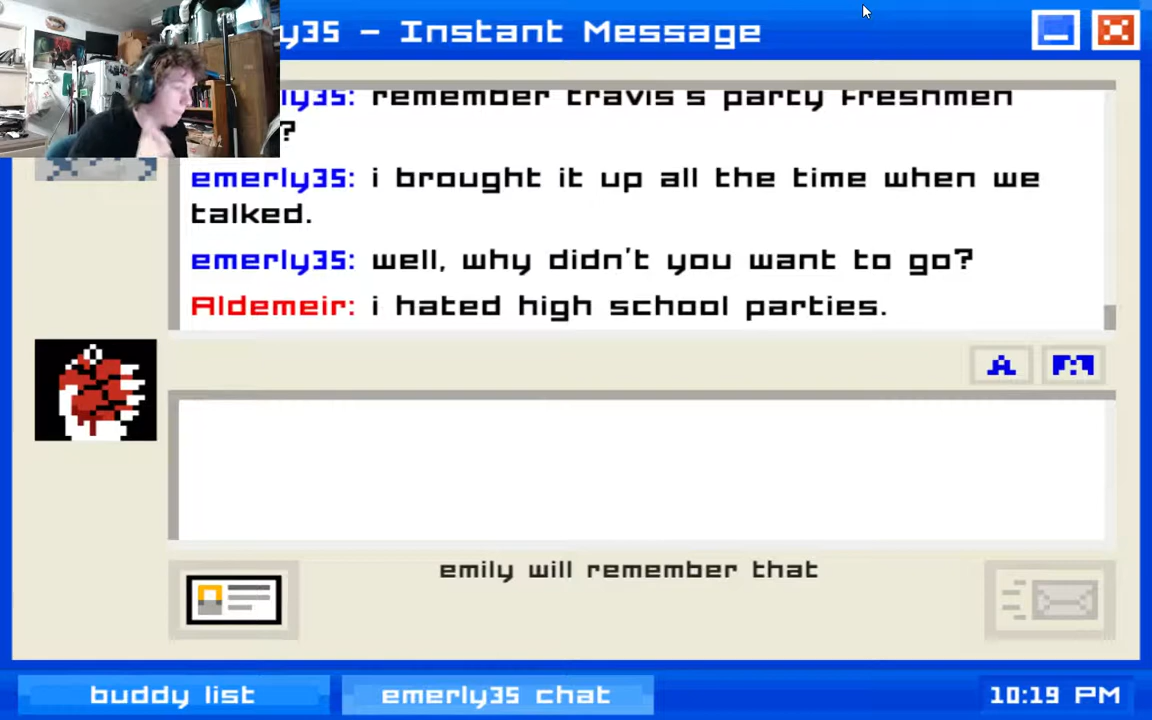 y35 - Instant Message
ly35: remember travis's party freshmen
?
emerly35: i brought it up all the time when we
talked.
emerly35: well, why didn't you want to go?
Aldemeir: i hated high school parties.
A
emily will remember that
buddy list
emerly35 chat
10:19 PM